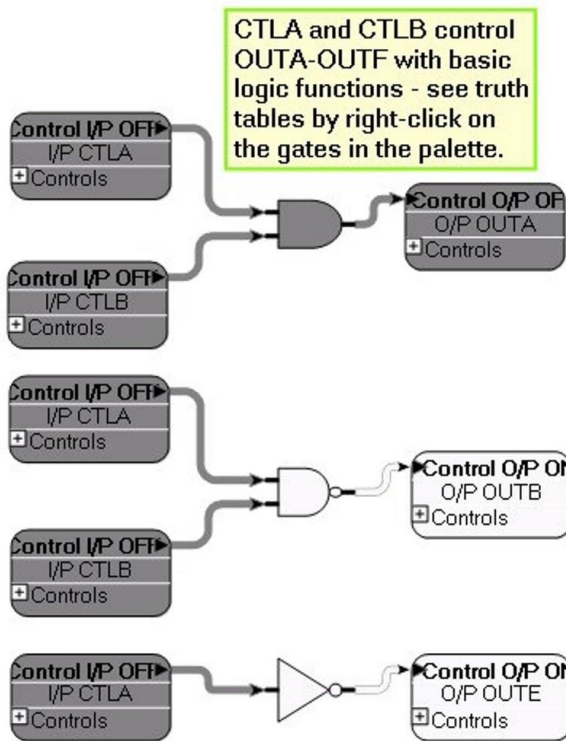 CTLA and CTLB control
OUTA-OUTF with basic
logic functions - see truth
tables by right-click on
the gates in the palette.
Control I/P OFF
I/P CTLA
+ Controls
Control O/P OF
O/P OUTA
+ Controls
Control I/P OFF
I/P CTLB
+ Controls
Control I/P OFF
I/P CTLA
+ Controls
Control O/P ON
O/P OUTB
+ Controls
Control I/P OFF
I/P CTLB
+ Controls
Control I/P OFF
I/P CTLA
+ Controls
Control O/P ON
O/P OUTE
+ Controls